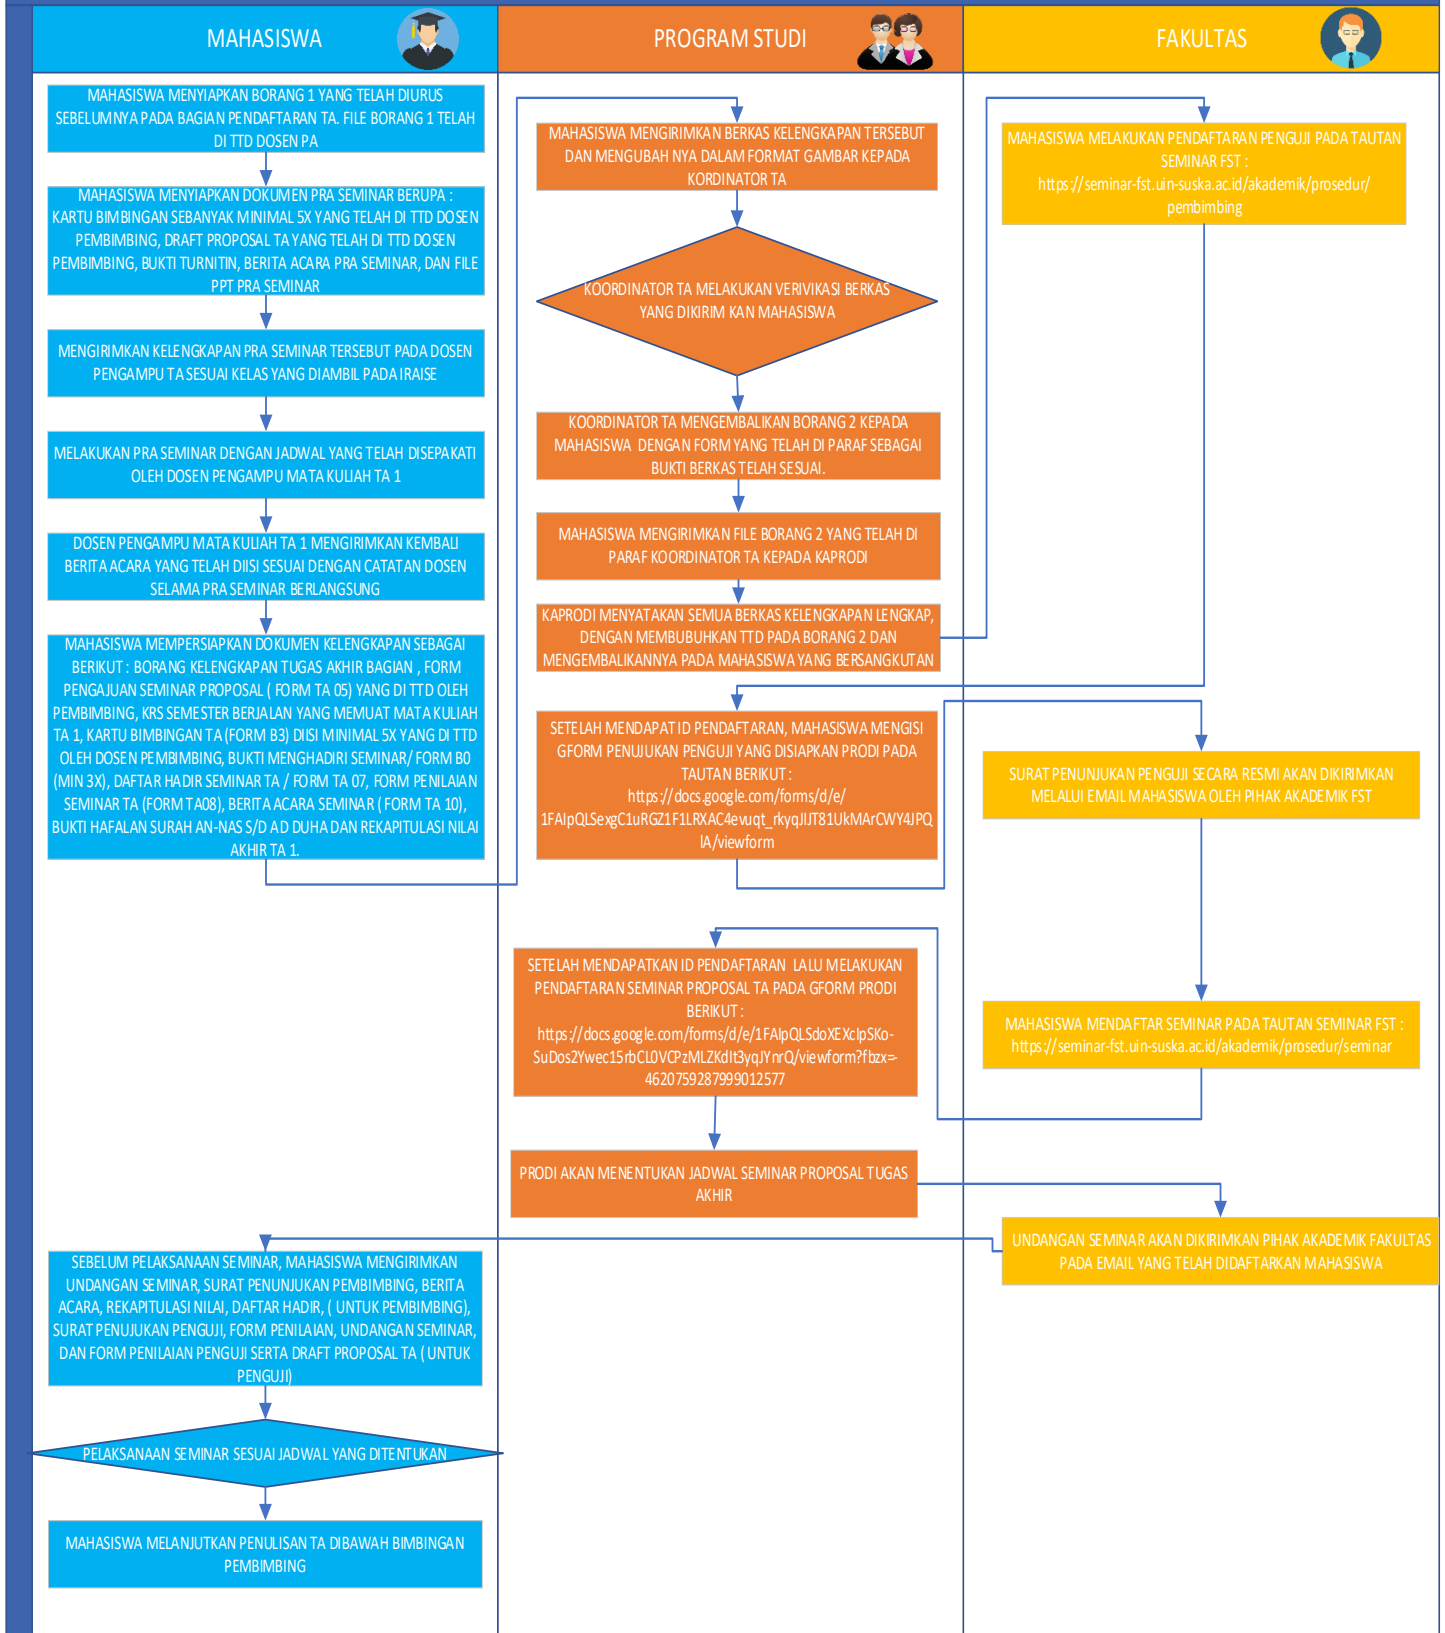 MAHASISWA
PROGRAM STUDI
FAKULTAS
MAHASISWA MENYIAPKAN BORANG 1 YANG TELAH DIURUS
SEBELUMNYA PADA BAGIAN PENDAFTARAN TA. FILE BORANG 1 TELAH
DI TTD DOSEN PA
MAHASISWA MENYIAPKAN DOKUMEN PRA SEMINAR BERUPA :
KARTU BIMBINGAN SEBANYAK MINIMAL 5X YANG TELAH DI TTD DOSEN
PEMBIMBING, DRAFT PROPOSAL TA YANG TELAH DI TTD DOSEN
PEMBIMBING, BUKTI TURNITIN, BERITA ACARA PRA SEMINAR, DAN FILE
PPT PRA SEMINAR
MENGIRIMKAN KELENGKAPAN PRA SEMINAR TERSEBUT PADA DOSEN
PENGAMPU TA SESUAI KELAS YANG DIAMBIL PADA IRAISE
MELAKUKAN PRA SEMINAR DENGAN JADWAL YANG TELAH DISEPAKATI
OLEH DOSEN PENGAMPU MATA KULIAH TA 1
DOSEN PENGAMPU MATA KULIAH TA 1 MENGIRIMKAN KEMBALI
BERITA ACARA YANG TELAH DIISI SESUAI DENGAN CATATAN DOSEN
SELAMA PRA SEMINAR BERLANGSUNG
MAHASISWA MEMPERSIAPKAN DOKUMEN KELENGKAPAN SEBAGAI
BERIKUT : BORANG KELENGKAPAN TUGAS AKHIR BAGIAN , FORM
PENGAJUAN SEMINAR PROPOSAL ( FORM TA 05) YANG DI TTD OLEH
PEMBIMBING, KRS SEMESTER BERJALAN YANG MEMUAT MATA KULIAH
TA 1, KARTU BIMBINGAN TA (FORM B3) DIISI MINIMAL 5X YANG DI TTD
OLEH DOSEN PEMBIMBING, BUKTI MENGHADIRI SEMINAR/ FORM B0
(MIN 3X), DAFTAR HADIR SEMINAR TA / FORM TA 07, FORM PENILAIAN
SEMINAR TA (FORM TA08), BERITA ACARA SEMINAR ( FORM TA 10),
BUKTI HAFALAN SURAH AN-NAS S/D AD DUHA DAN REKAPITULASI NILAI
AKHIR TA 1.
MAHASISWA MENGIRIMKAN BERKAS KELENGKAPAN TERSEBUT
DAN MENGUBAH NYA DALAM FORMAT GAMBAR KEPADA
KORDINATOR TA
KOORDINATOR TA MELAKUKAN VERIVIKASI BERKAS
YANG DIKIRIM KAN MAHASISWA
KOORDINATOR TA MENGEMBALIKAN BORANG 2 KEPADA
MAHASISWA DENGAN FORM YANG TELAH DI PARAF SEBAGAI
BUKTI BERKAS TELAH SESUAI.
MAHASISWA MENGIRIMKAN FILE BORANG 2 YANG TELAH DI
PARAF KOORDINATOR TA KEPADA KAPRODI
KAPRODI MENYATAKAN SEMUA BERKAS KELENGKAPAN LENGKAP,
DENGAN MEMBUBUHKAN TTD PADA BORANG 2 DAN
MENGEMBALIKANNYA PADA MAHASISWA YANG BERSANGKUTAN
MAHASISWA MELAKUKAN PENDAFTARAN PENGUJI PADA TAUTAN
SEMINAR FST :
https://seminar-fst.uin-suska.ac.id/akademik/prosedur/
pembimbing
SETELAH MENDAPAT ID PENDAFTARAN, MAHASISWA MENGISI
GFORM PENUJUKAN PENGUJI YANG DISIAPKAN PRODI PADA
TAUTAN BERIKUT :
https://docs.google.com/forms/d/e/
1FAIpQLSexgC1uRGZ1F1LRXAC4evuqt_rkyqJIJT81UkMArCWY4JPQ
lA/viewform
SURAT PENUNJUKAN PENGUJI SECARA RESMI AKAN DIKIRIMKAN
MELALUI EMAIL MAHASISWA OLEH PIHAK AKADEMIK FST
MAHASISWA MENDAFTAR SEMINAR PADA TAUTAN SEMINAR FST :
https://seminar-fst.uin-suska.ac.id/akademik/prosedur/seminar
SETELAH MENDAPATKAN ID PENDAFTARAN LALU MELAKUKAN
PENDAFTARAN SEMINAR PROPOSAL TA PADA GFORM PRODI
BERIKUT :
https://docs.google.com/forms/d/e/1FAIpQLSdoXEXcIpSKo-
SuDos2Ywec15rbCL0VCPzMLZKdIt3yqJYnrQ/viewform?fbzx=-
4620759287999012577
PRODI AKAN MENENTUKAN JADWAL SEMINAR PROPOSAL TUGAS
AKHIR
UNDANGAN SEMINAR AKAN DIKIRIMKAN PIHAK AKADEMIK FAKULTAS
PADA EMAIL YANG TELAH DIDAFTARKAN MAHASISWA
SEBELUM PELAKSANAAN SEMINAR, MAHASISWA MENGIRIMKAN
UNDANGAN SEMINAR, SURAT PENUNJUKAN PEMBIMBING, BERITA
ACARA, REKAPITULASI NILAI, DAFTAR HADIR, ( UNTUK PEMBIMBING),
SURAT PENUJUKAN PENGUJI, FORM PENILAIAN, UNDANGAN SEMINAR,
DAN FORM PENILAIAN PENGUJI SERTA DRAFT PROPOSAL TA ( UNTUK
PENGUJI)
PELAKSANAAN SEMINAR SESUAI JADWAL YANG DITENTUKAN
MAHASISWA MELANJUTKAN PENULISAN TA DIBAWAH BIMBINGAN
PEMBIMBING